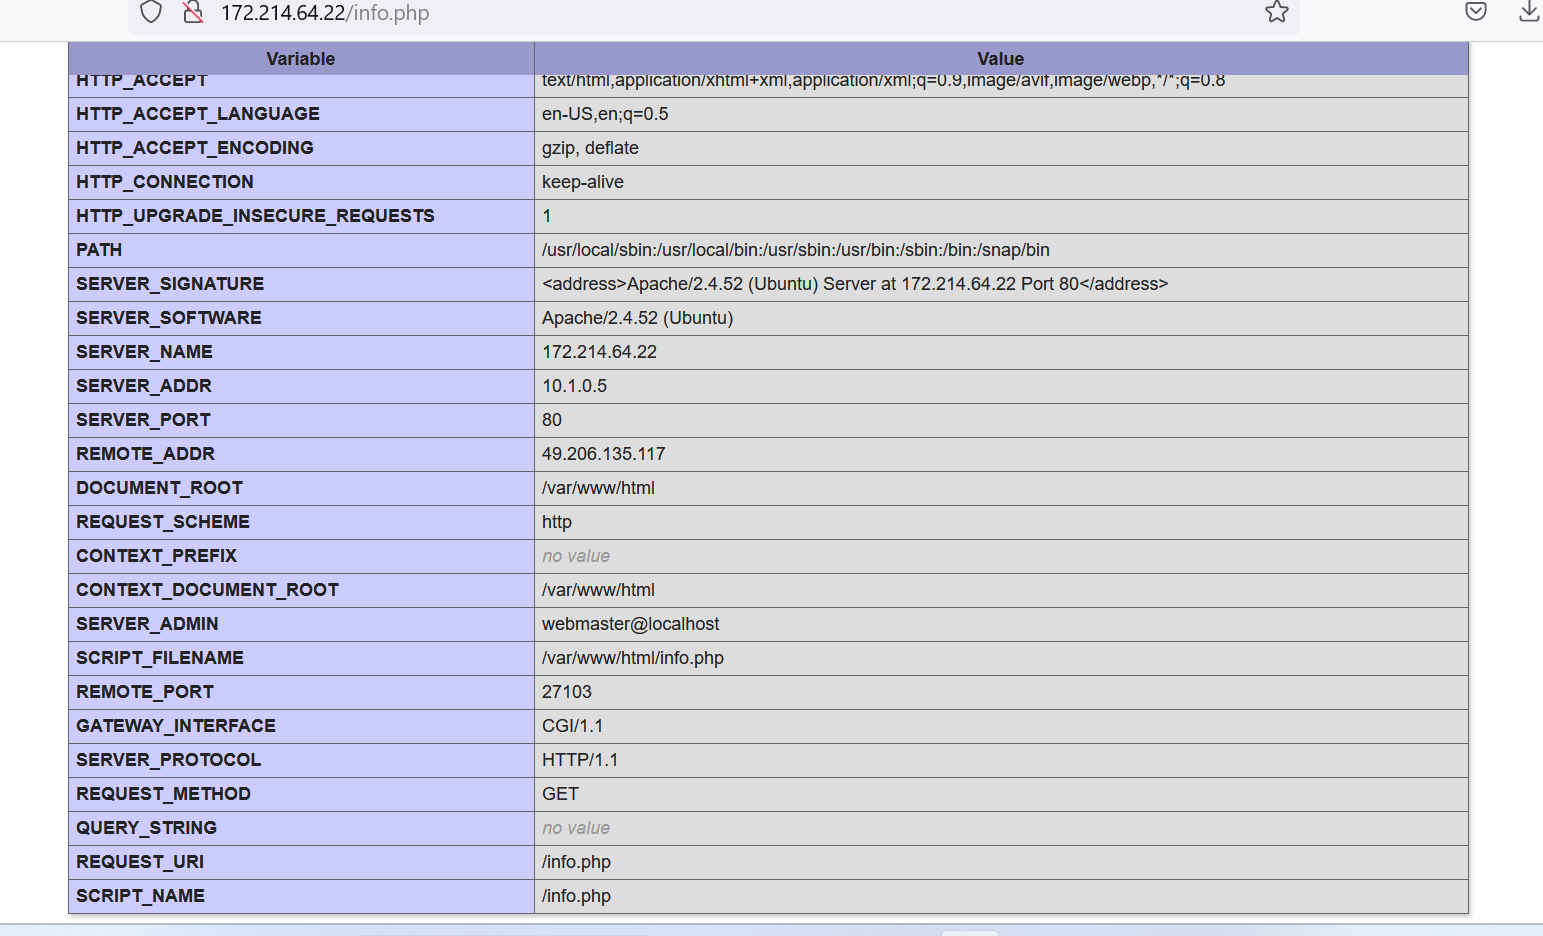 172.214.64.22/info.php
Variable Value
HTTP_ACCEPT text/html,application/xhtml+xml,application/xml;q=0.9,image/avif,image/webp,*/*;q=0.8
HTTP_ACCEPT_LANGUAGE en-US,en;q=0.5
HTTP_ACCEPT_ENCODING gzip, deflate
HTTP_CONNECTION keep-alive
HTTP_UPGRADE_INSECURE_REQUESTS 1
PATH /usr/local/sbin:/usr/local/bin:/usr/sbin:/usr/bin:/sbin:/bin:/snap/bin
SERVER_SIGNATURE <address>Apache/2.4.52 (Ubuntu) Server at 172.214.64.22 Port 80</address>
SERVER_SOFTWARE Apache/2.4.52 (Ubuntu)
SERVER_NAME 172.214.64.22
SERVER_ADDR 10.1.0.5
SERVER_PORT 80
REMOTE_ADDR 49.206.135.117
DOCUMENT_ROOT /var/www/html
REQUEST_SCHEME http
CONTEXT_PREFIX no value
CONTEXT_DOCUMENT_ROOT /var/www/html
SERVER_ADMIN webmaster@localhost
SCRIPT_FILENAME /var/www/html/info.php
REMOTE_PORT 27103
GATEWAY_INTERFACE CGI/1.1
SERVER_PROTOCOL HTTP/1.1
REQUEST_METHOD GET
QUERY_STRING no value
REQUEST_URI /info.php
SCRIPT_NAME /info.php